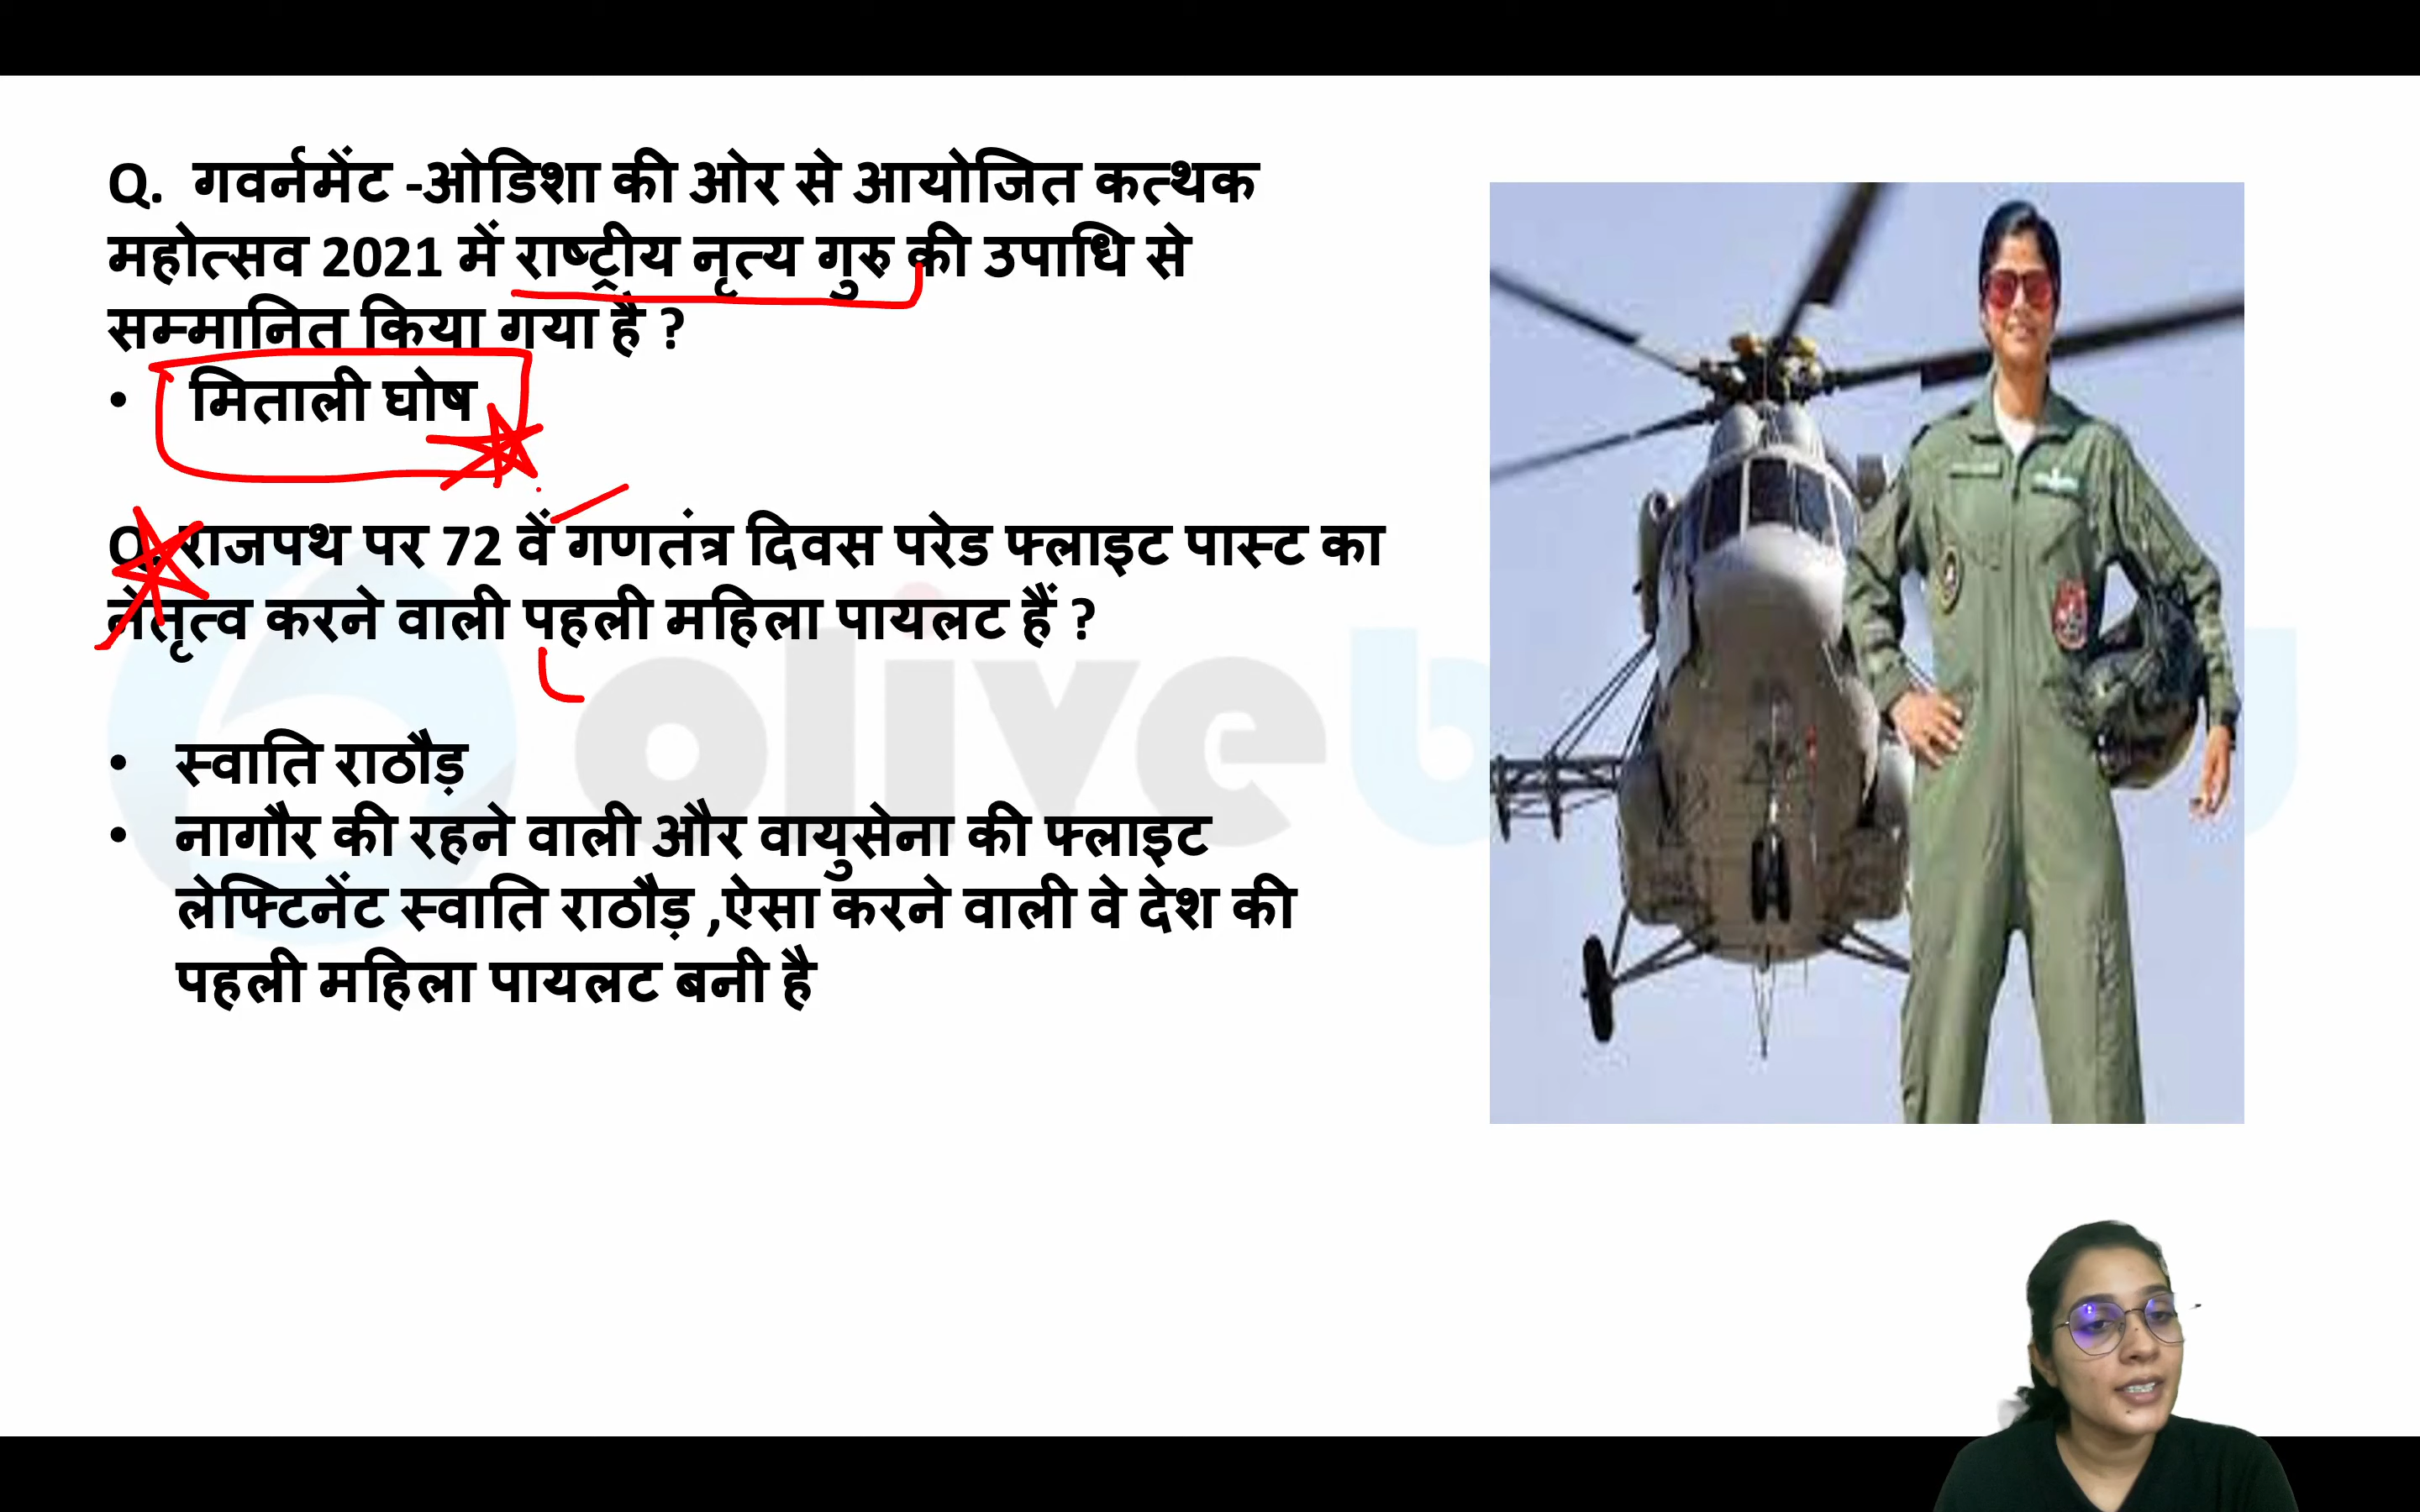 Q. गवर्नमेंट -ओडिशा की ओर से आयोजित कत्थक
महोत्सव 2021 में राष्ट्रीय नृत्य गुरु की उपाधि से
सम्मानित किया गया है ?
• मिताली घोष
Q. राजपथ पर 72 वें गणतंत्र दिवस परेड फ्लाइट पास्ट का
नेतृत्व करने वाली पहली महिला पायलट हैं ?
• स्वाति राठौड़
• नागौर की रहने वाली और वायुसेना की फ्लाइट
लेफ्टिनेंट स्वाति राठौड़ ,ऐसा करने वाली वे देश की
पहली महिला पायलट बनी है
olive